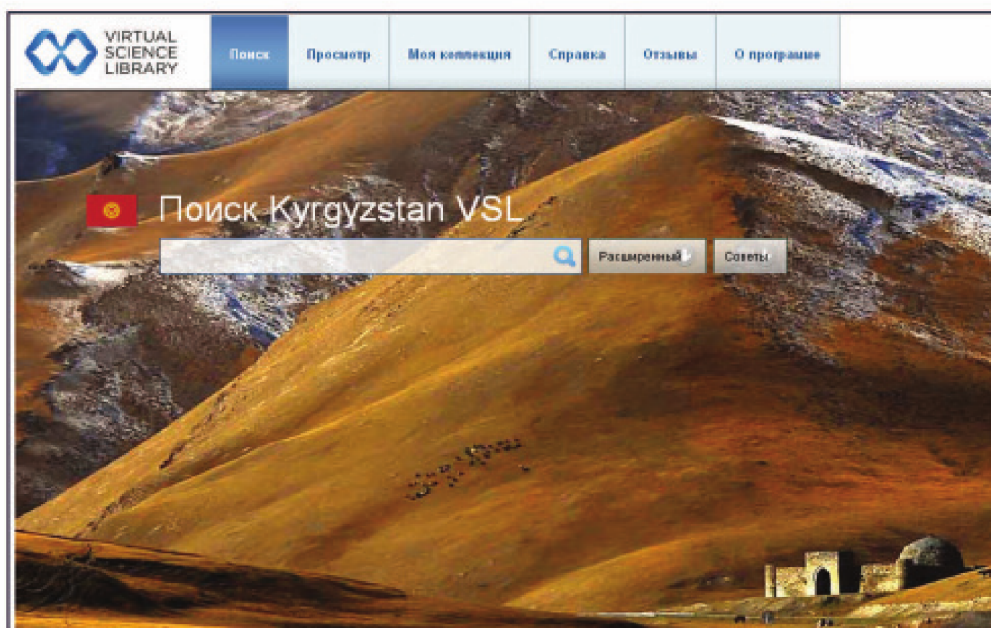 VIRTUAL
SCIENCE
LIBRARY
Поиск Просмотр Моя коллекция Справка Отзывы О программе
Поиск Kyrgyzstan VSL
Расширенный Советы